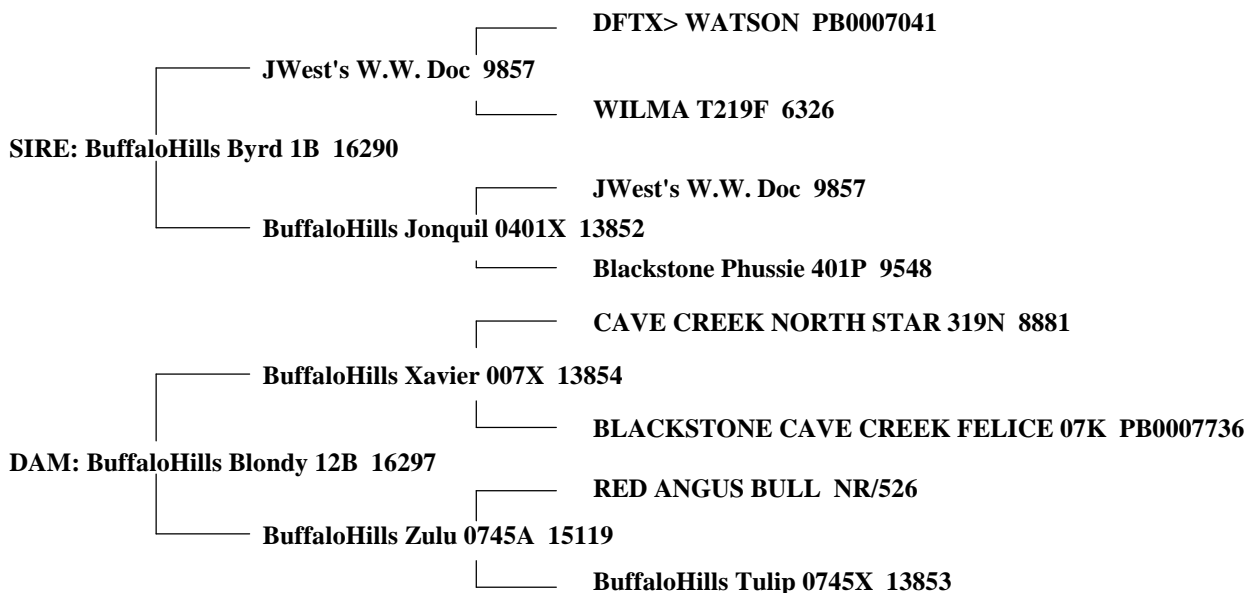 DFTX> WATSON PB0007041
JWest's W.W. Doc 9857
WILMA T219F 6326
SIRE: BuffaloHills Byrd 1B 16290
JWest's W.W. Doc 9857
BuffaloHills Jonquil 0401X 13852
Blackstone Phussie 401P 9548
CAVE CREEK NORTH STAR 319N 8881
BuffaloHills Xavier 007X 13854
BLACKSTONE CAVE CREEK FELICE 07K PB0007736
DAM: BuffaloHills Blondy 12B 16297
RED ANGUS BULL NR/526
BuffaloHills Zulu 0745A 15119
BuffaloHills Tulip 0745X 13853